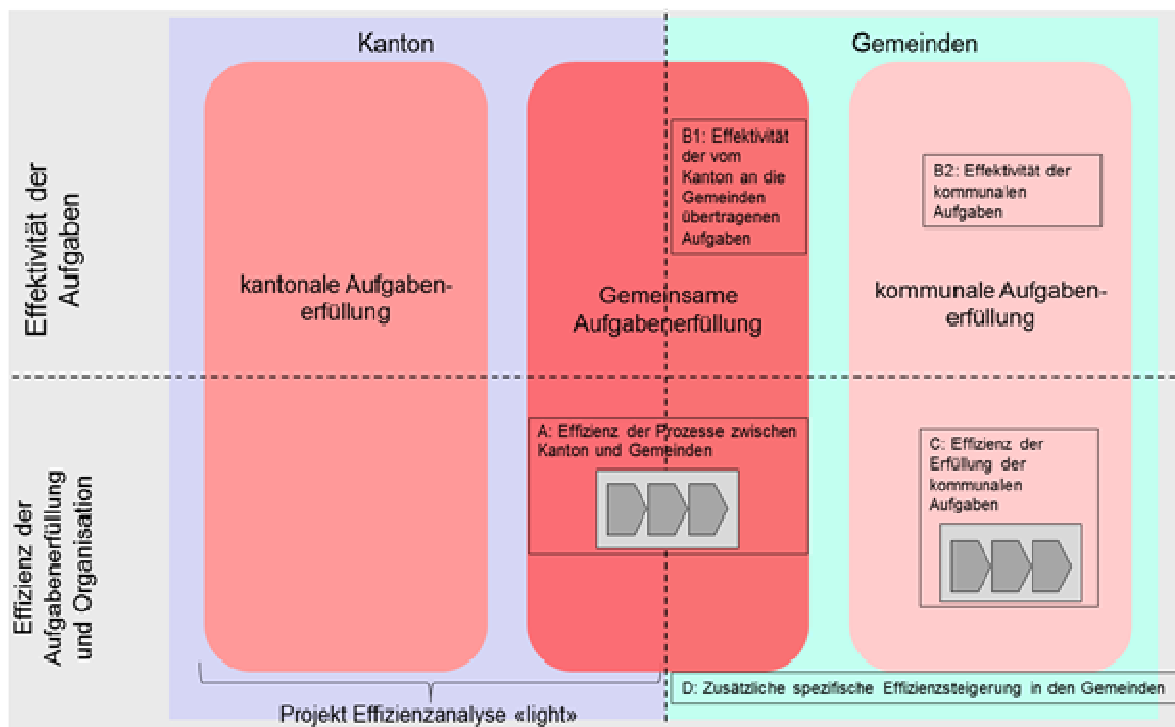 Kanton
Gemeinden
Effektivität der
Aufgaben
kantonale Aufgaben-
erfüllung
B1: Effektivität
der vom
Kanton an die
Gemeinden
übertragenen
Aufgaben
Gemeinsame
Aufgabenerfüllung
B2: Effektivität der
kommunalen
Aufgaben
kommunale Aufgaben-
erfüllung
Effizienz der
Aufgabenerfüllung
und Organisation
A: Effizienz der Prozesse zwischen
Kanton und Gemeinden
C: Effizienz der
Erfüllung der
kommunalen
Aufgaben
D: Zusätzliche spezifische Effizienzsteigerung in den Gemeinden
Projekt Effizienzanalyse «light»